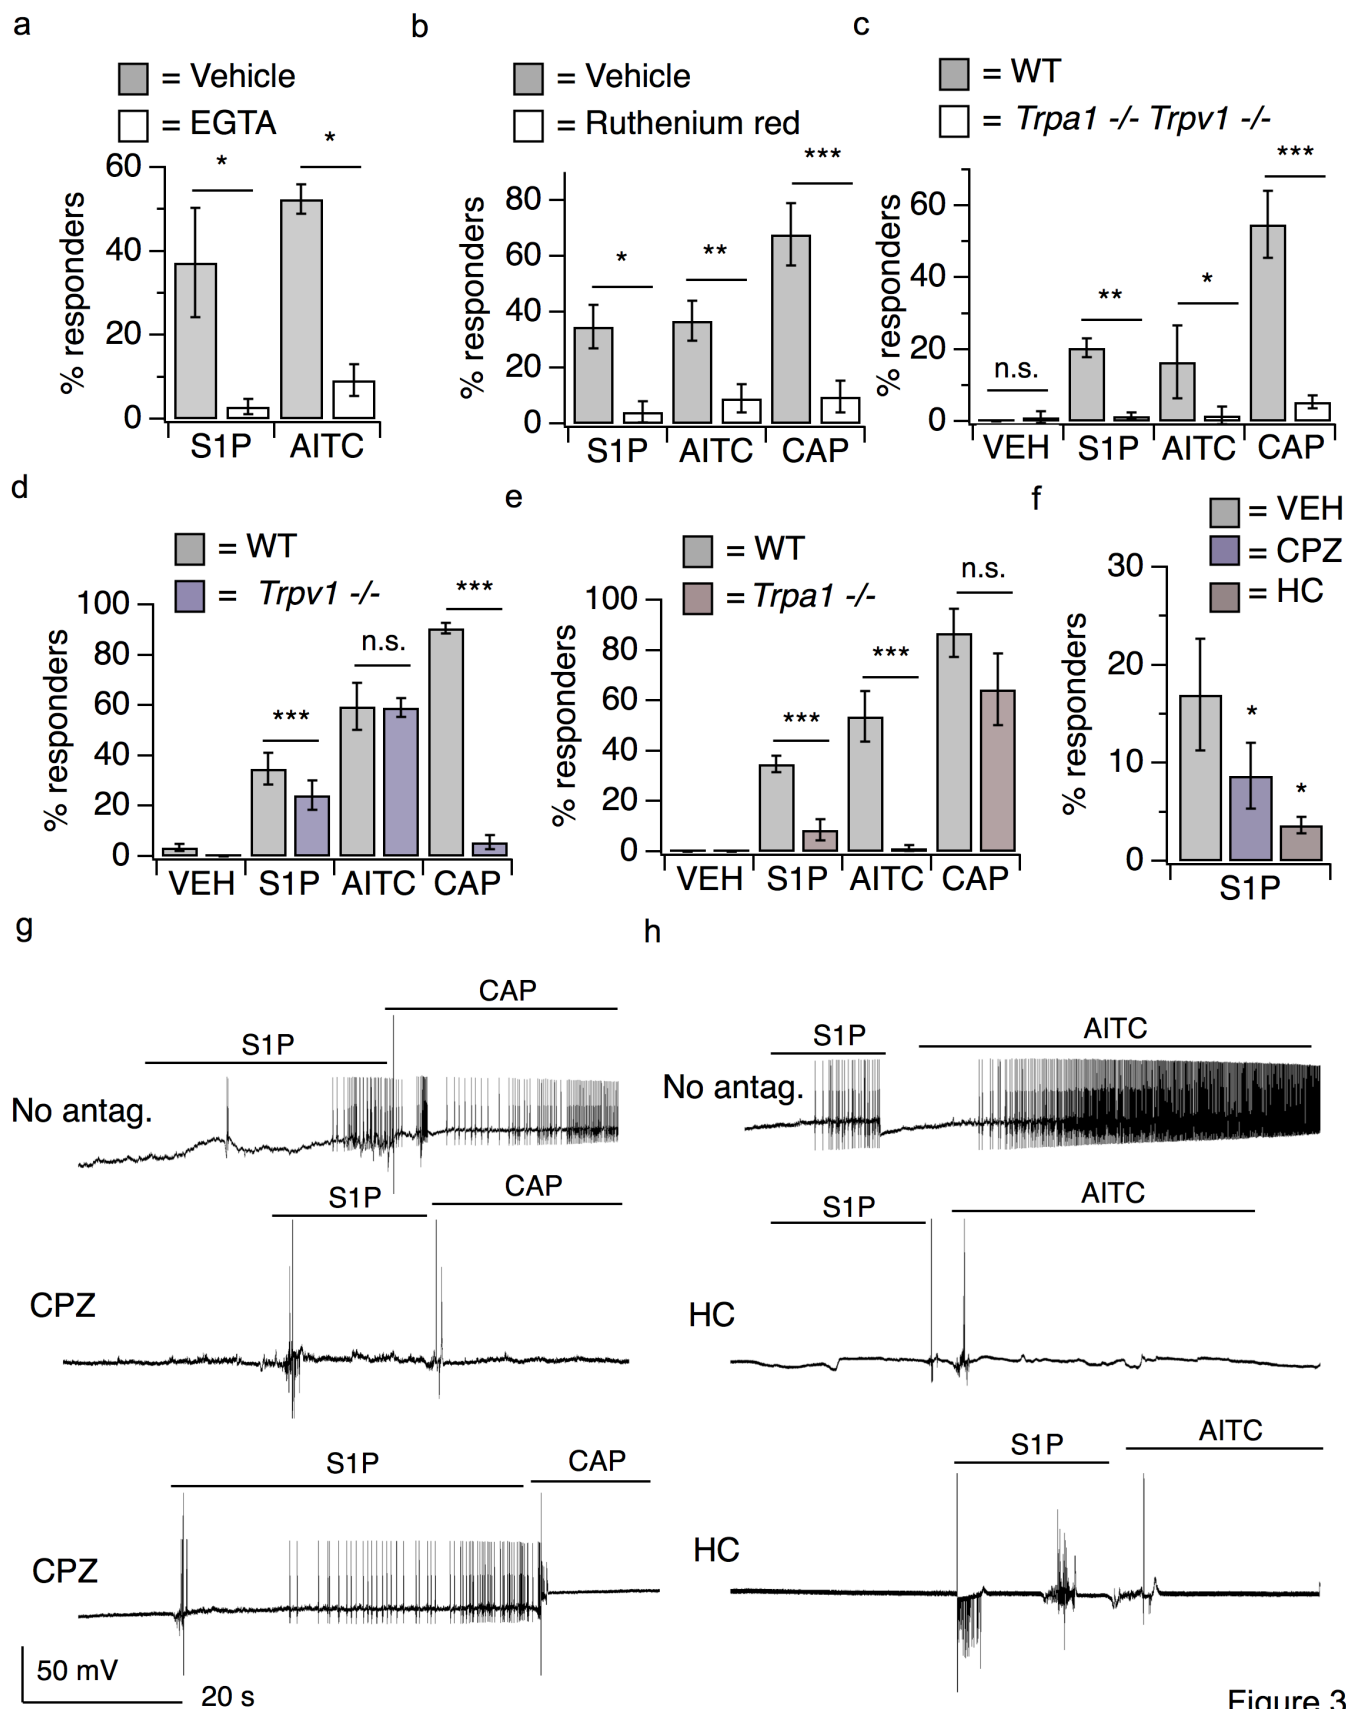 a
= Vehicle
= EGTA
* *
% responders
60
40
20
0
S1P AITC
b
= Vehicle
= Ruthenium red
* ** ***
% responders
80
60
40
20
0
S1P AITC CAP
c
= WT
= Trpa1 -/- Trpv1 -/-
n.s. ** * ***
% responders
60
40
20
0
VEH S1P AITC CAP
d
= WT
= Trpv1 -/-
*** n.s. ***
% responders
100
80
60
40
20
0
VEH S1P AITC CAP
e
= WT
= Trpa1 -/-
*** *** n.s.
% responders
100
80
60
40
20
0
VEH S1P AITC CAP
f
= VEH
= CPZ
= HC
* *
% responders
30
20
10
0
S1P
g
CAP
S1P
No antag.
S1P CAP
CPZ
S1P CAP
CPZ
50 mV
20 s
h
S1P AITC
No antag.
S1P AITC
HC
S1P AITC
HC
Figure 3